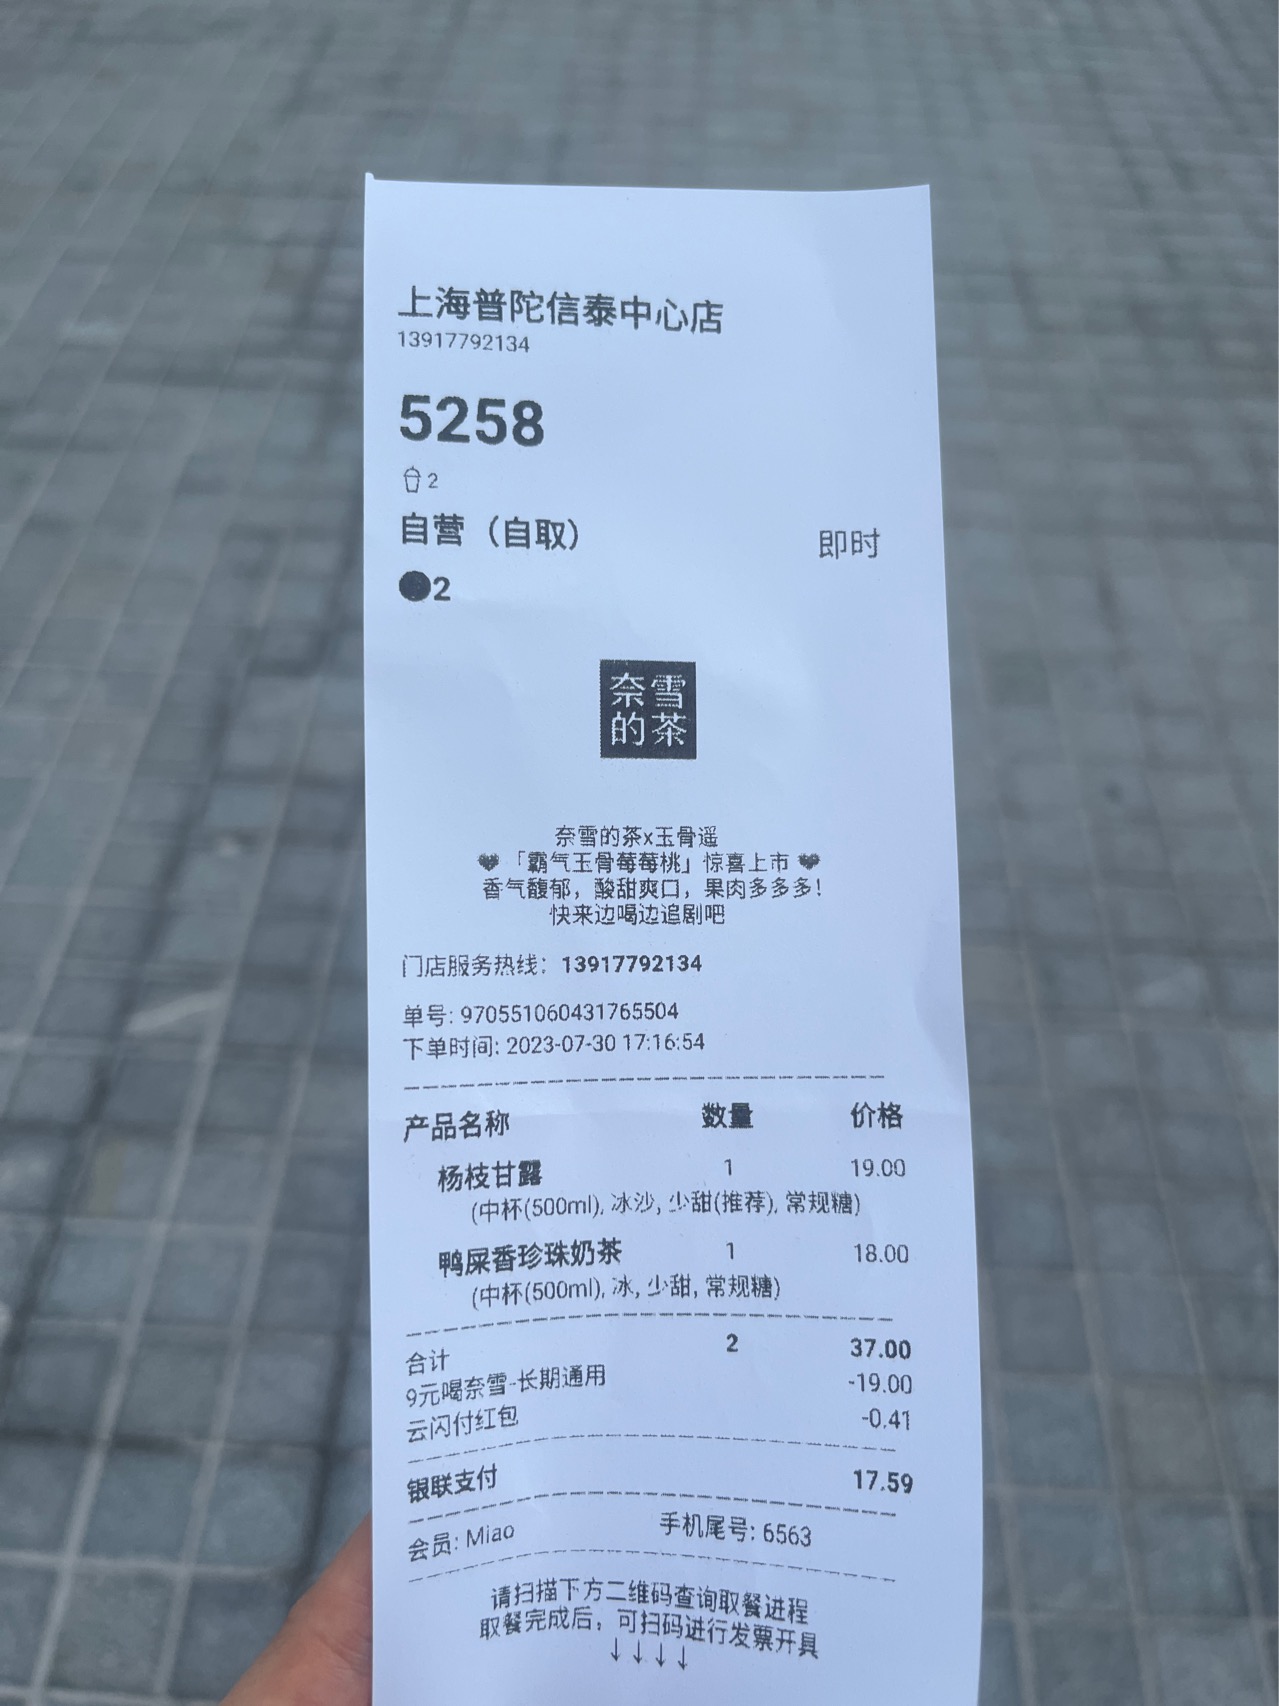 上海普陀信泰中心店
13917792134
5258
2
自营（自取） 即时
2
奈雪
的茶
奈雪的茶x玉骨遥
「霸气玉骨莓莓桃」惊喜上市
香气馥郁，酸甜爽口，果肉多多多！
快来边喝边追剧吧
门店服务热线：13917792134
单号: 970551060431765504
下单时间: 2023-07-30 17:16:54
产品名称 数量 价格
杨枝甘露 1 19.00
(中杯(500ml), 冰沙, 少甜(推荐), 常规糖)
鸭屎香珍珠奶茶 1 18.00
(中杯(500ml), 冰, 少甜, 常规糖)
合计 2 37.00
9元喝奈雪-长期通用 -19.00
云闪付红包 -0.41
银联支付 17.59
会员: Miao 手机尾号: 6563
请扫描下方二维码查询取餐进程
取餐完成后，可扫码进行发票开具
↓↓↓↓